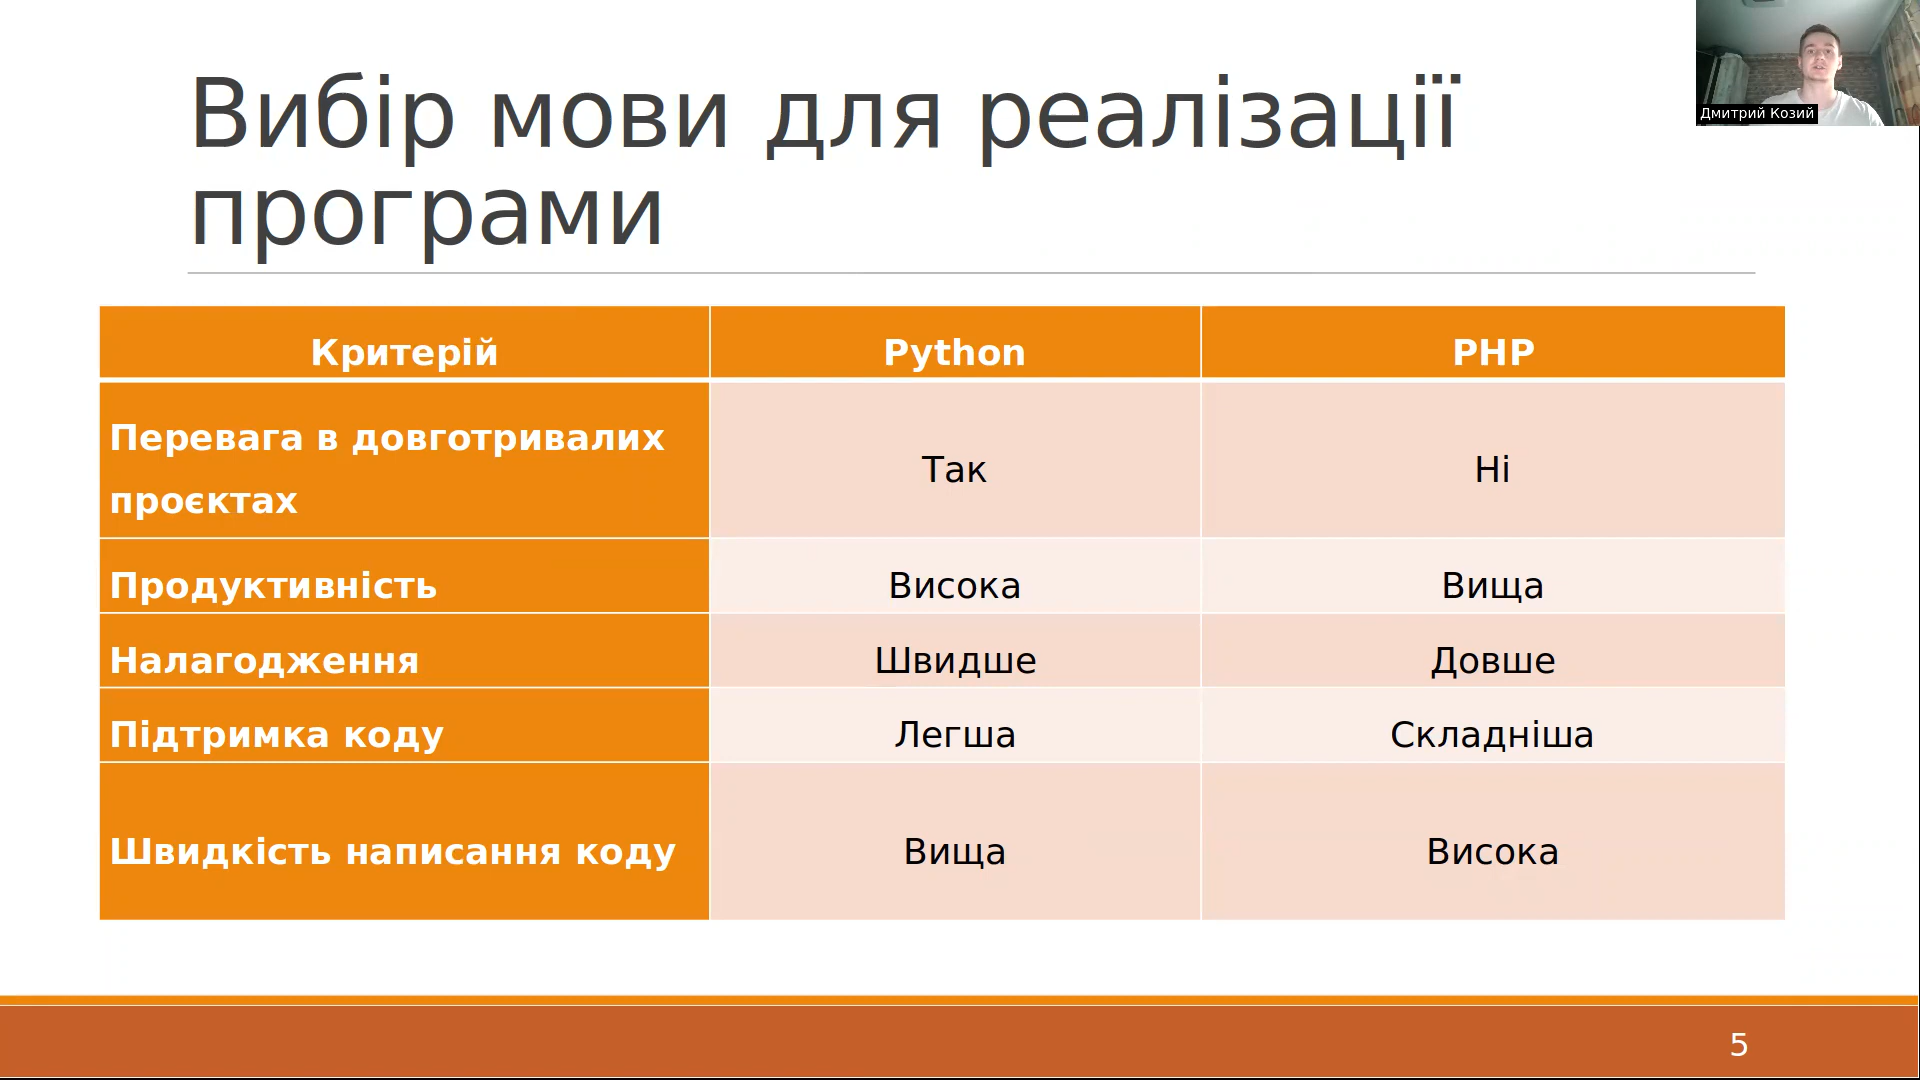 Вибір мови для реалізації
програми
Дмитрий Козий
Критерій Python PHP
Перевага в довготривалих
проєктах
Так Ні
Продуктивність Висока Вища
Налагодження Швидше Довше
Підтримка коду Легша Складніша
Швидкість написання коду Вища Висока
5